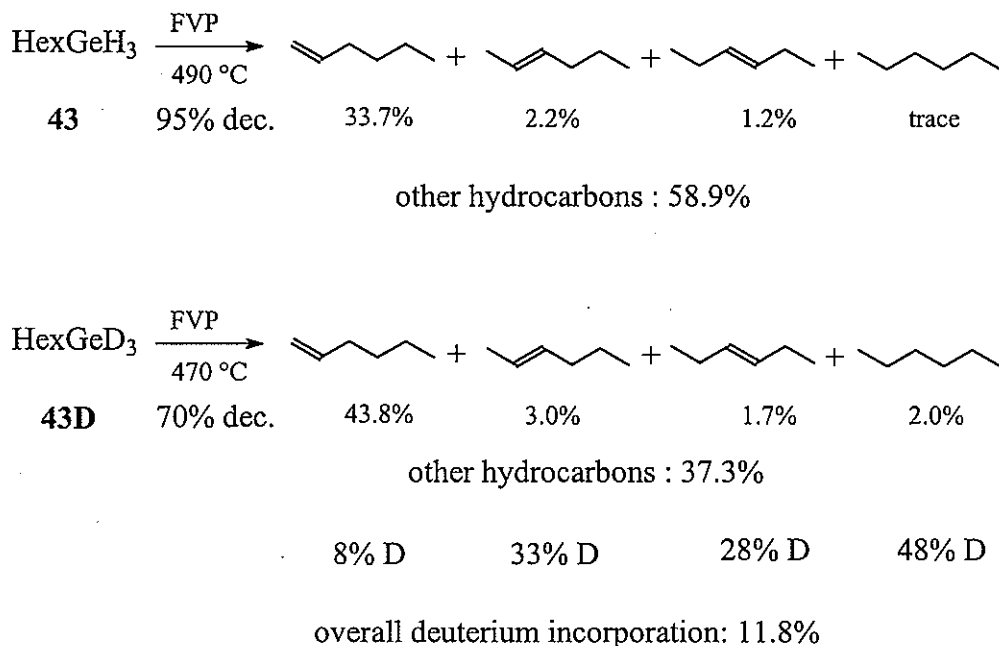 HexGeH₃ FVP + + +
490 °C
43 95% dec. 33.7% 2.2% 1.2% trace
other hydrocarbons : 58.9%
HexGeD₃ FVP + + +
470 °C
43D 70% dec. 43.8% 3.0% 1.7% 2.0%
other hydrocarbons : 37.3%
8% D 33% D 28% D 48% D
overall deuterium incorporation: 11.8%